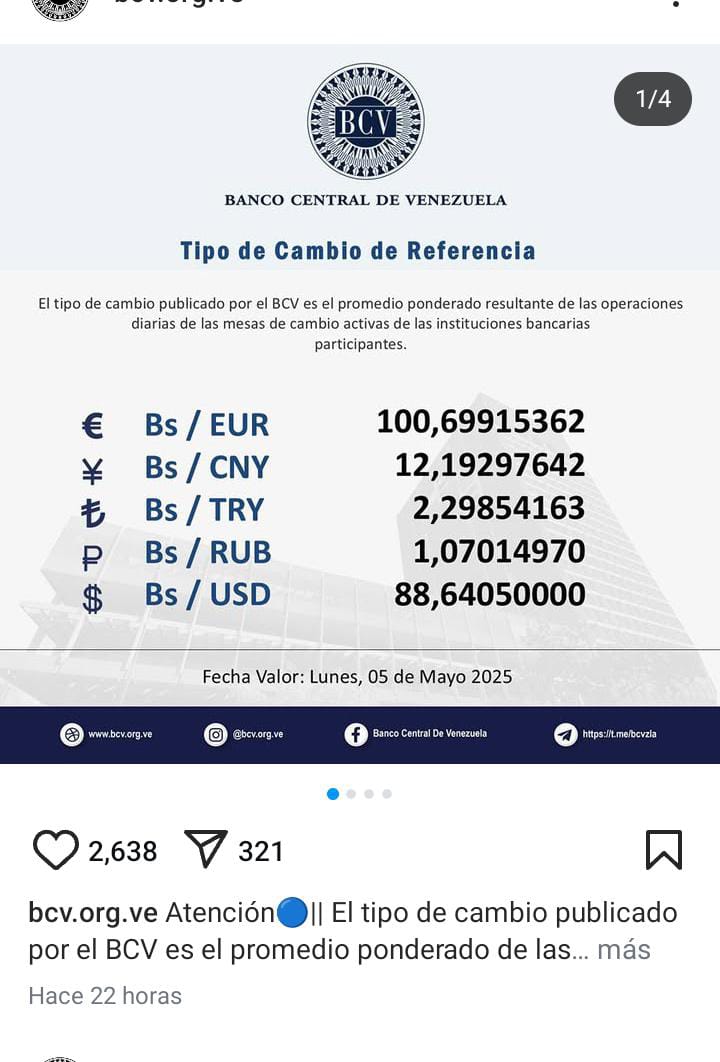 1/4
BCV
BANCO CENTRAL DE VENEZUELA
Tipo de Cambio de Referencia
El tipo de cambio publicado por el BCV es el promedio ponderado resultante de las operaciones
diarias de las mesas de cambio activas de las instituciones bancarias
participantes.
€ Bs / EUR 100,69915362
¥ Bs / CNY 12,19297642
₺ Bs / TRY 2,29854163
₽ Bs / RUB 1,07014970
$ Bs / USD 88,64050000
Fecha Valor: Lunes, 05 de Mayo 2025
www.bcv.org.ve @bcv.org.ve Banco Central De Venezuela https://t.me/bcvzla
2,638 321
bcv.org.ve Atención🔵|| El tipo de cambio publicado
por el BCV es el promedio ponderado de las... más
Hace 22 horas